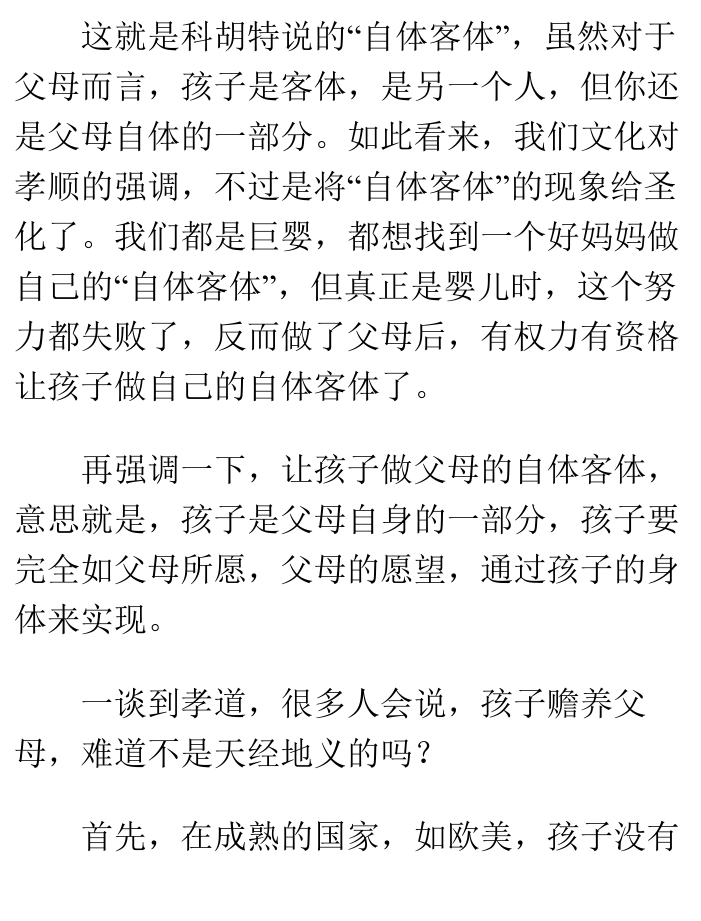 这就是科胡特说的“自体客体”，虽然对于
父母而言，孩子是客体，是另一个人，但你还
是父母自体的一部分。如此看来，我们文化对
孝顺的强调，不过是将“自体客体”的现象给圣
化了。我们都是巨婴，都想找到一个好妈妈做
自己的“自体客体”，但真正是婴儿时，这个努
力都失败了，反而做了父母后，有权力有资格
让孩子做自己的自体客体了。
再强调一下，让孩子做父母的自体客体，
意思就是，孩子是父母自身的一部分，孩子要
完全如父母所愿，父母的愿望，通过孩子的身
体来实现。
一谈到孝道，很多人会说，孩子赡养父
母，难道不是天经地义的吗？
首先，在成熟的国家，如欧美，孩子没有